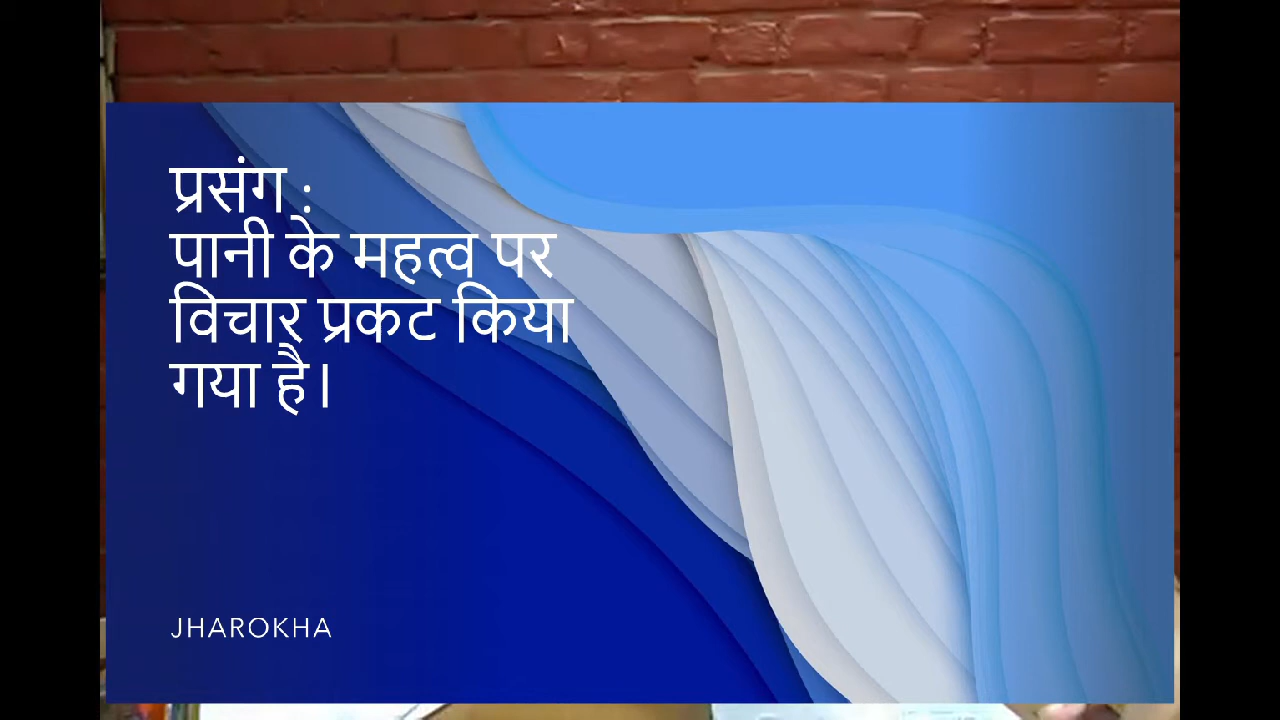 प्रसंग :
पानी के महत्व पर
विचार प्रकट किया
गया है।
JHAROKHA